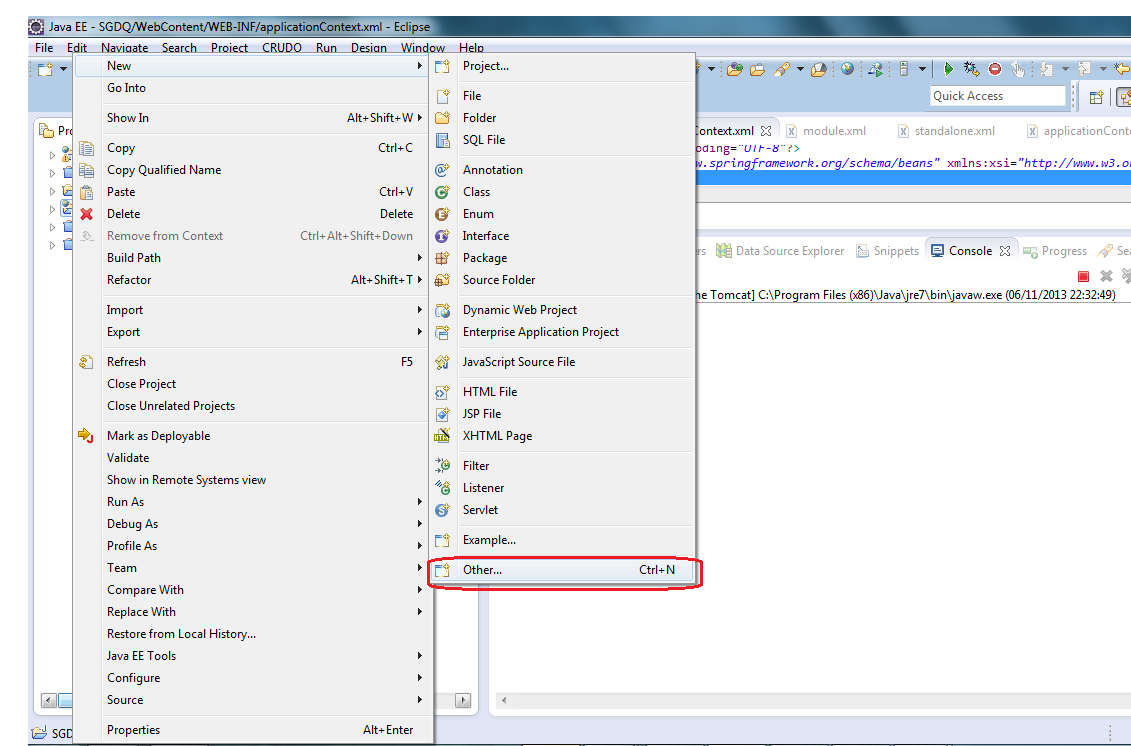 Java EE - SGDQ/WebContent/WEB-INF/applicationContext.xml - Eclipse
File Edit Navigate Search Project CRUDO Run Design Window Help
Quick Access
New
Go Into
Show In Alt+Shift+W
Copy Ctrl+C
Copy Qualified Name
Paste Ctrl+V
Delete Delete
Remove from Context Ctrl+Alt+Shift+Down
Build Path
Refactor Alt+Shift+T
Import
Export
Refresh F5
Close Project
Close Unrelated Projects
Mark as Deployable
Validate
Show in Remote Systems view
Run As
Debug As
Profile As
Team
Compare With
Replace With
Restore from Local History...
Java EE Tools
Configure
Source
Properties Alt+Enter
Project...
File
Folder
SQL File
Annotation
Class
Enum
Interface
Package
Source Folder
Dynamic Web Project
Enterprise Application Project
JavaScript Source File
HTML File
JSP File
XHTML Page
Filter
Listener
Servlet
Example...
Other... Ctrl+N
Context.xml module.xml standalone.xml applicationConte
oding="UTF-8"?>
w.springframework.org/schema/beans" xmlns:xsi="http://www.w3.o
rs Data Source Explorer Snippets Console Progress Sea
he Tomcat] C:\Program Files (x86)\Java\jre7\bin\javaw.exe (06/11/2013 22:32:49)
Pro
SGD